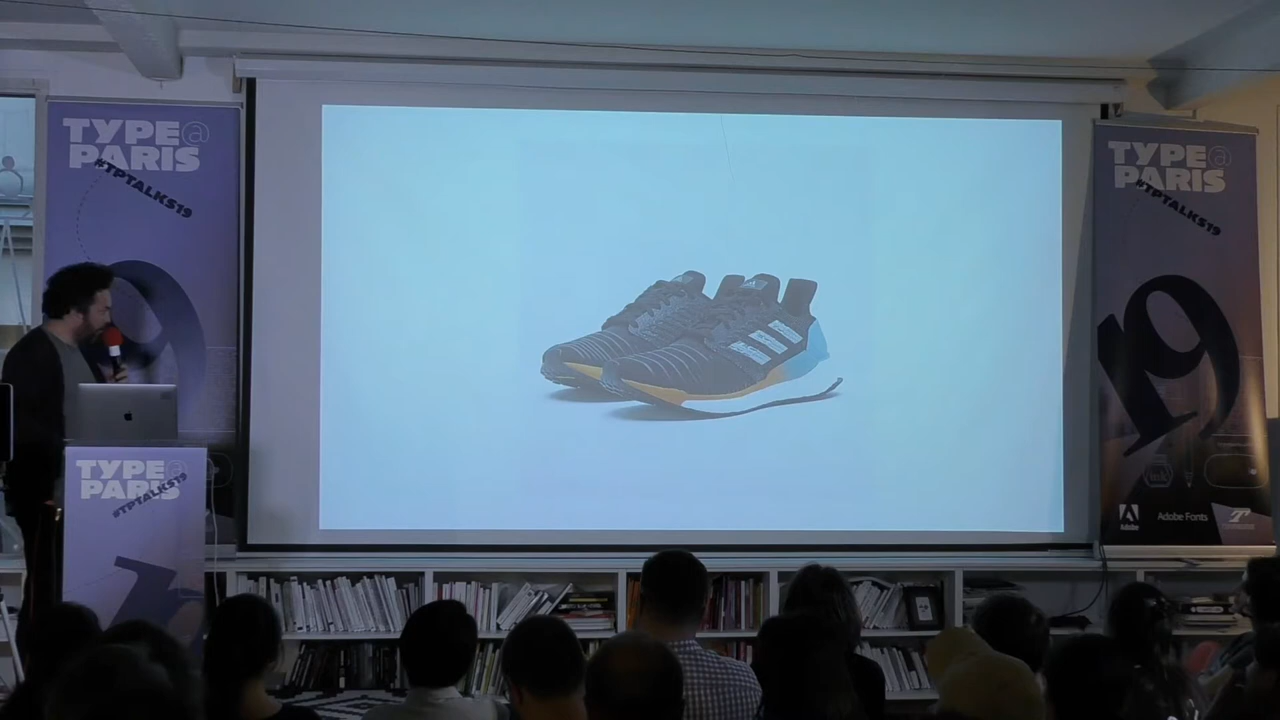 TYPE@
PARIS
#TPTALKS19
TYPE@
PARIS
#TPTALKS19
19
Adobe
Adobe Fonts
TYPE@
PARIS
#TPTALKS19